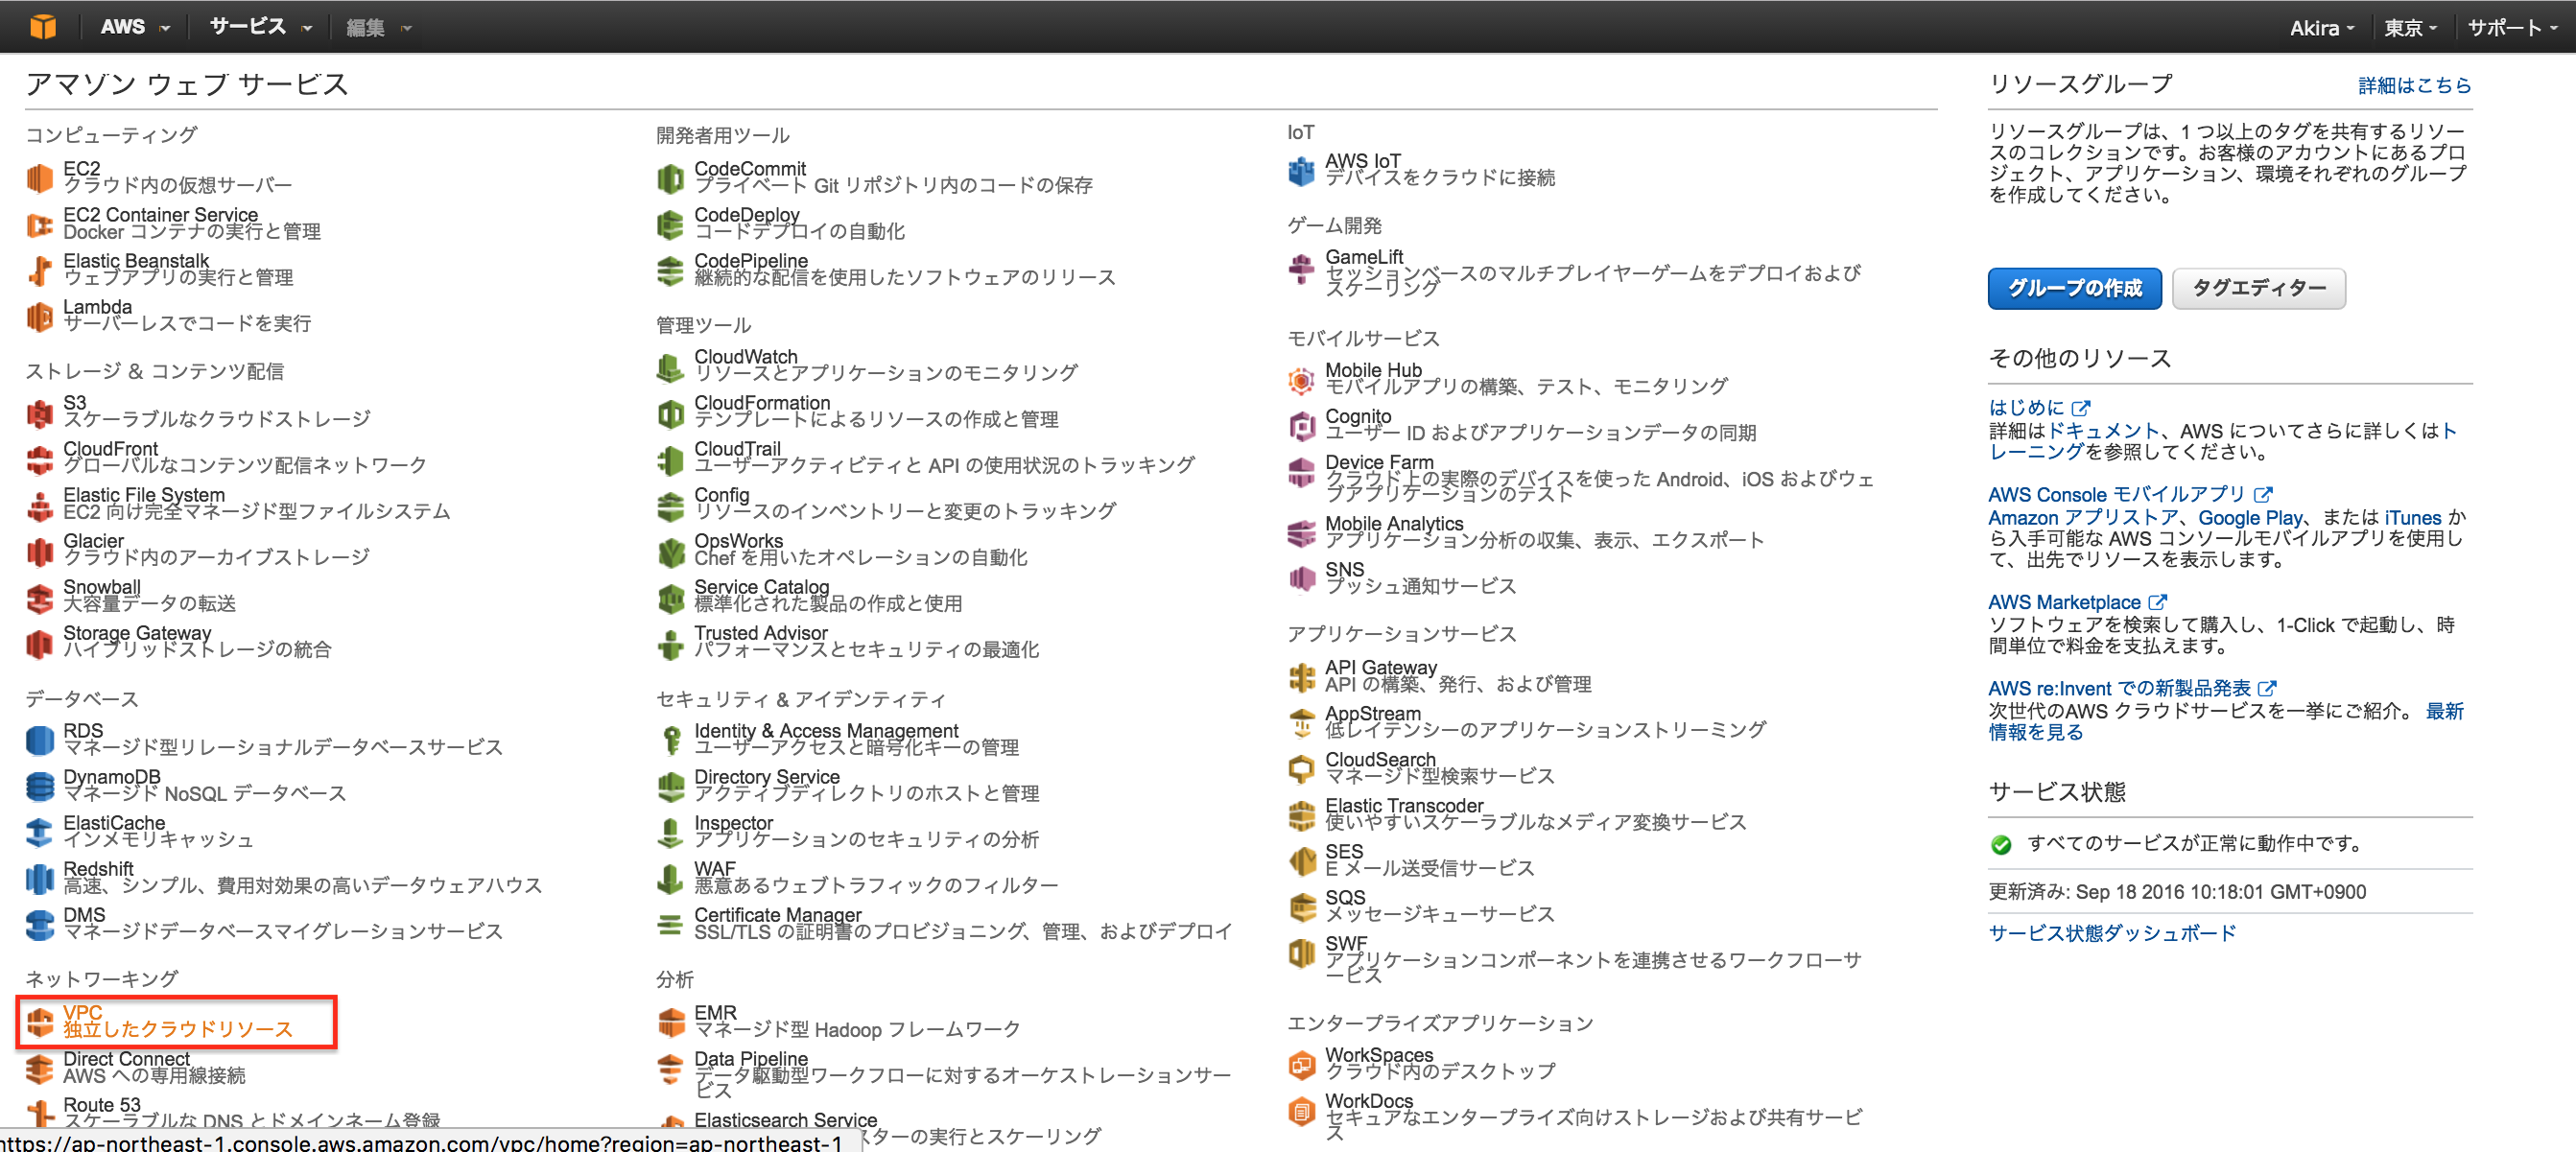 AWS サービス 編集 Akira 東京 サポート
アマゾン ウェブ サービス
コンピューティング
EC2
クラウド内の仮想サーバー
EC2 Container Service
Docker コンテナの実行と管理
Elastic Beanstalk
ウェブアプリの実行と管理
Lambda
サーバーレスでコードを実行
ストレージ & コンテンツ配信
S3
スケーラブルなクラウドストレージ
CloudFront
グローバルなコンテンツ配信ネットワーク
Elastic File System
EC2 向け完全マネージド型ファイルシステム
Glacier
クラウド内のアーカイブストレージ
Snowball
大容量データの転送
Storage Gateway
ハイブリッドストレージの統合
データベース
RDS
マネージド型リレーショナルデータベースサービス
DynamoDB
マネージド NoSQL データベース
ElastiCache
インメモリキャッシュ
Redshift
高速、シンプル、費用対効果の高いデータウェアハウス
DMS
マネージドデータベースマイグレーションサービス
ネットワーキング
VPC
独立したクラウドリソース
Direct Connect
AWS への専用線接続
Route 53
スケーラブルな DNS とドメインネーム登録
https://ap-northeast-1.console.aws.amazon.com/vpc/home?region=ap-northeast-1
開発者用ツール
CodeCommit
プライベート Git リポジトリ内のコードの保存
CodeDeploy
コードデプロイの自動化
CodePipeline
継続的な配信を使用したソフトウェアのリリース
管理ツール
CloudWatch
リソースとアプリケーションのモニタリング
CloudFormation
テンプレートによるリソースの作成と管理
CloudTrail
ユーザーアクティビティと API の使用状況のトラッキング
Config
リソースのインベントリーと変更のトラッキング
OpsWorks
Chef を用いたオペレーションの自動化
Service Catalog
標準化された製品の作成と使用
Trusted Advisor
パフォーマンスとセキュリティの最適化
セキュリティ & アイデンティティ
Identity & Access Management
ユーザーアクセスと暗号化キーの管理
Directory Service
アクティブディレクトリのホストと管理
Inspector
アプリケーションのセキュリティの分析
WAF
悪意あるウェブトラフィックのフィルター
Certificate Manager
SSL/TLS の証明書のプロビジョニング、管理、およびデプロイ
分析
EMR
マネージド型 Hadoop フレームワーク
Data Pipeline
データ駆動型ワークフローに対するオーケストレーションサー
ビス
Elasticsearch Service
スターの実行とスケーリング
IoT
AWS IoT
デバイスをクラウドに接続
ゲーム開発
GameLift
セッションベースのマルチプレイヤーゲームをデプロイおよび
スケーリング
モバイルサービス
Mobile Hub
モバイルアプリの構築、テスト、モニタリング
Cognito
ユーザー ID およびアプリケーションデータの同期
Device Farm
クラウド上の実際のデバイスを使った Android、iOS およびウェ
ブアプリケーションのテスト
Mobile Analytics
アプリケーション分析の収集、表示、エクスポート
SNS
プッシュ通知サービス
アプリケーションサービス
API Gateway
API の構築、発行、および管理
AppStream
低レイテンシーのアプリケーションストリーミング
CloudSearch
マネージド型検索サービス
Elastic Transcoder
使いやすいスケーラブルなメディア変換サービス
SES
E メール送受信サービス
SQS
メッセージキューサービス
SWF
アプリケーションコンポーネントを連携させるワークフローサ
ービス
エンタープライズアプリケーション
WorkSpaces
クラウド内のデスクトップ
WorkDocs
セキュアなエンタープライズ向けストレージおよび共有サービ
ス
リソースグループ 詳細はこちら
リソースグループは、1 つ以上のタグを共有するリソー
スのコレクションです。お客様のアカウントにあるプロ
ジェクト、アプリケーション、環境それぞれのグループ
を作成してください。
グループの作成 タグエディター
その他のリソース
はじめに
詳細はドキュメント、AWS についてさらに詳しくはト
レーニングを参照してください。
AWS Console モバイルアプリ
Amazon アプリストア、Google Play、または iTunes か
ら入手可能な AWS コンソールモバイルアプリを使用し
て、出先でリソースを表示します。
AWS Marketplace
ソフトウェアを検索して購入し、1-Click で起動し、時
間単位で料金を支払えます。
AWS re:Invent での新製品発表
次世代のAWS クラウドサービスを一挙にご紹介。 最新
情報を見る
サービス状態
すべてのサービスが正常に動作中です。
更新済み: Sep 18 2016 10:18:01 GMT+0900
サービス状態ダッシュボード